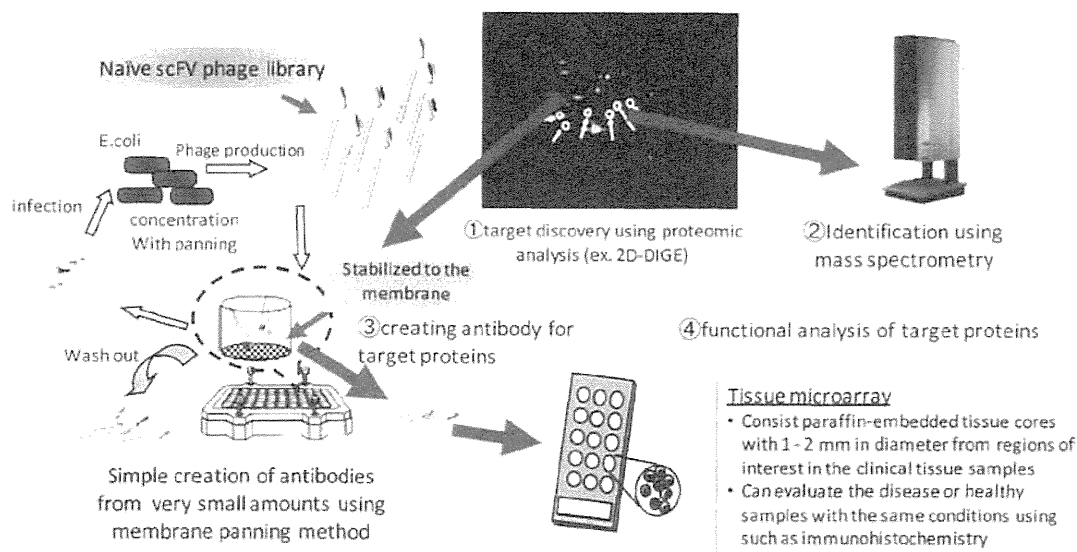 Naïve scFV phage library
E.coli
Phage production
infection
concentration
With panning
①target discovery using proteomic
analysis (ex. 2D-DIGE)
②Identification using
mass spectrometry
Stabilized to the
membrane
③creating antibody for
target proteins
④functional analysis of target proteins
Wash out
Simple creation of antibodies
from very small amounts using
membrane panning method
Tissue microarray
• Consist paraffin-embedded tissue cores
with 1 - 2 mm in diameter from regions of
interest in the clinical tissue samples
• Can evaluate the disease or healthy
samples with the same conditions using
such as immunohistochemistry